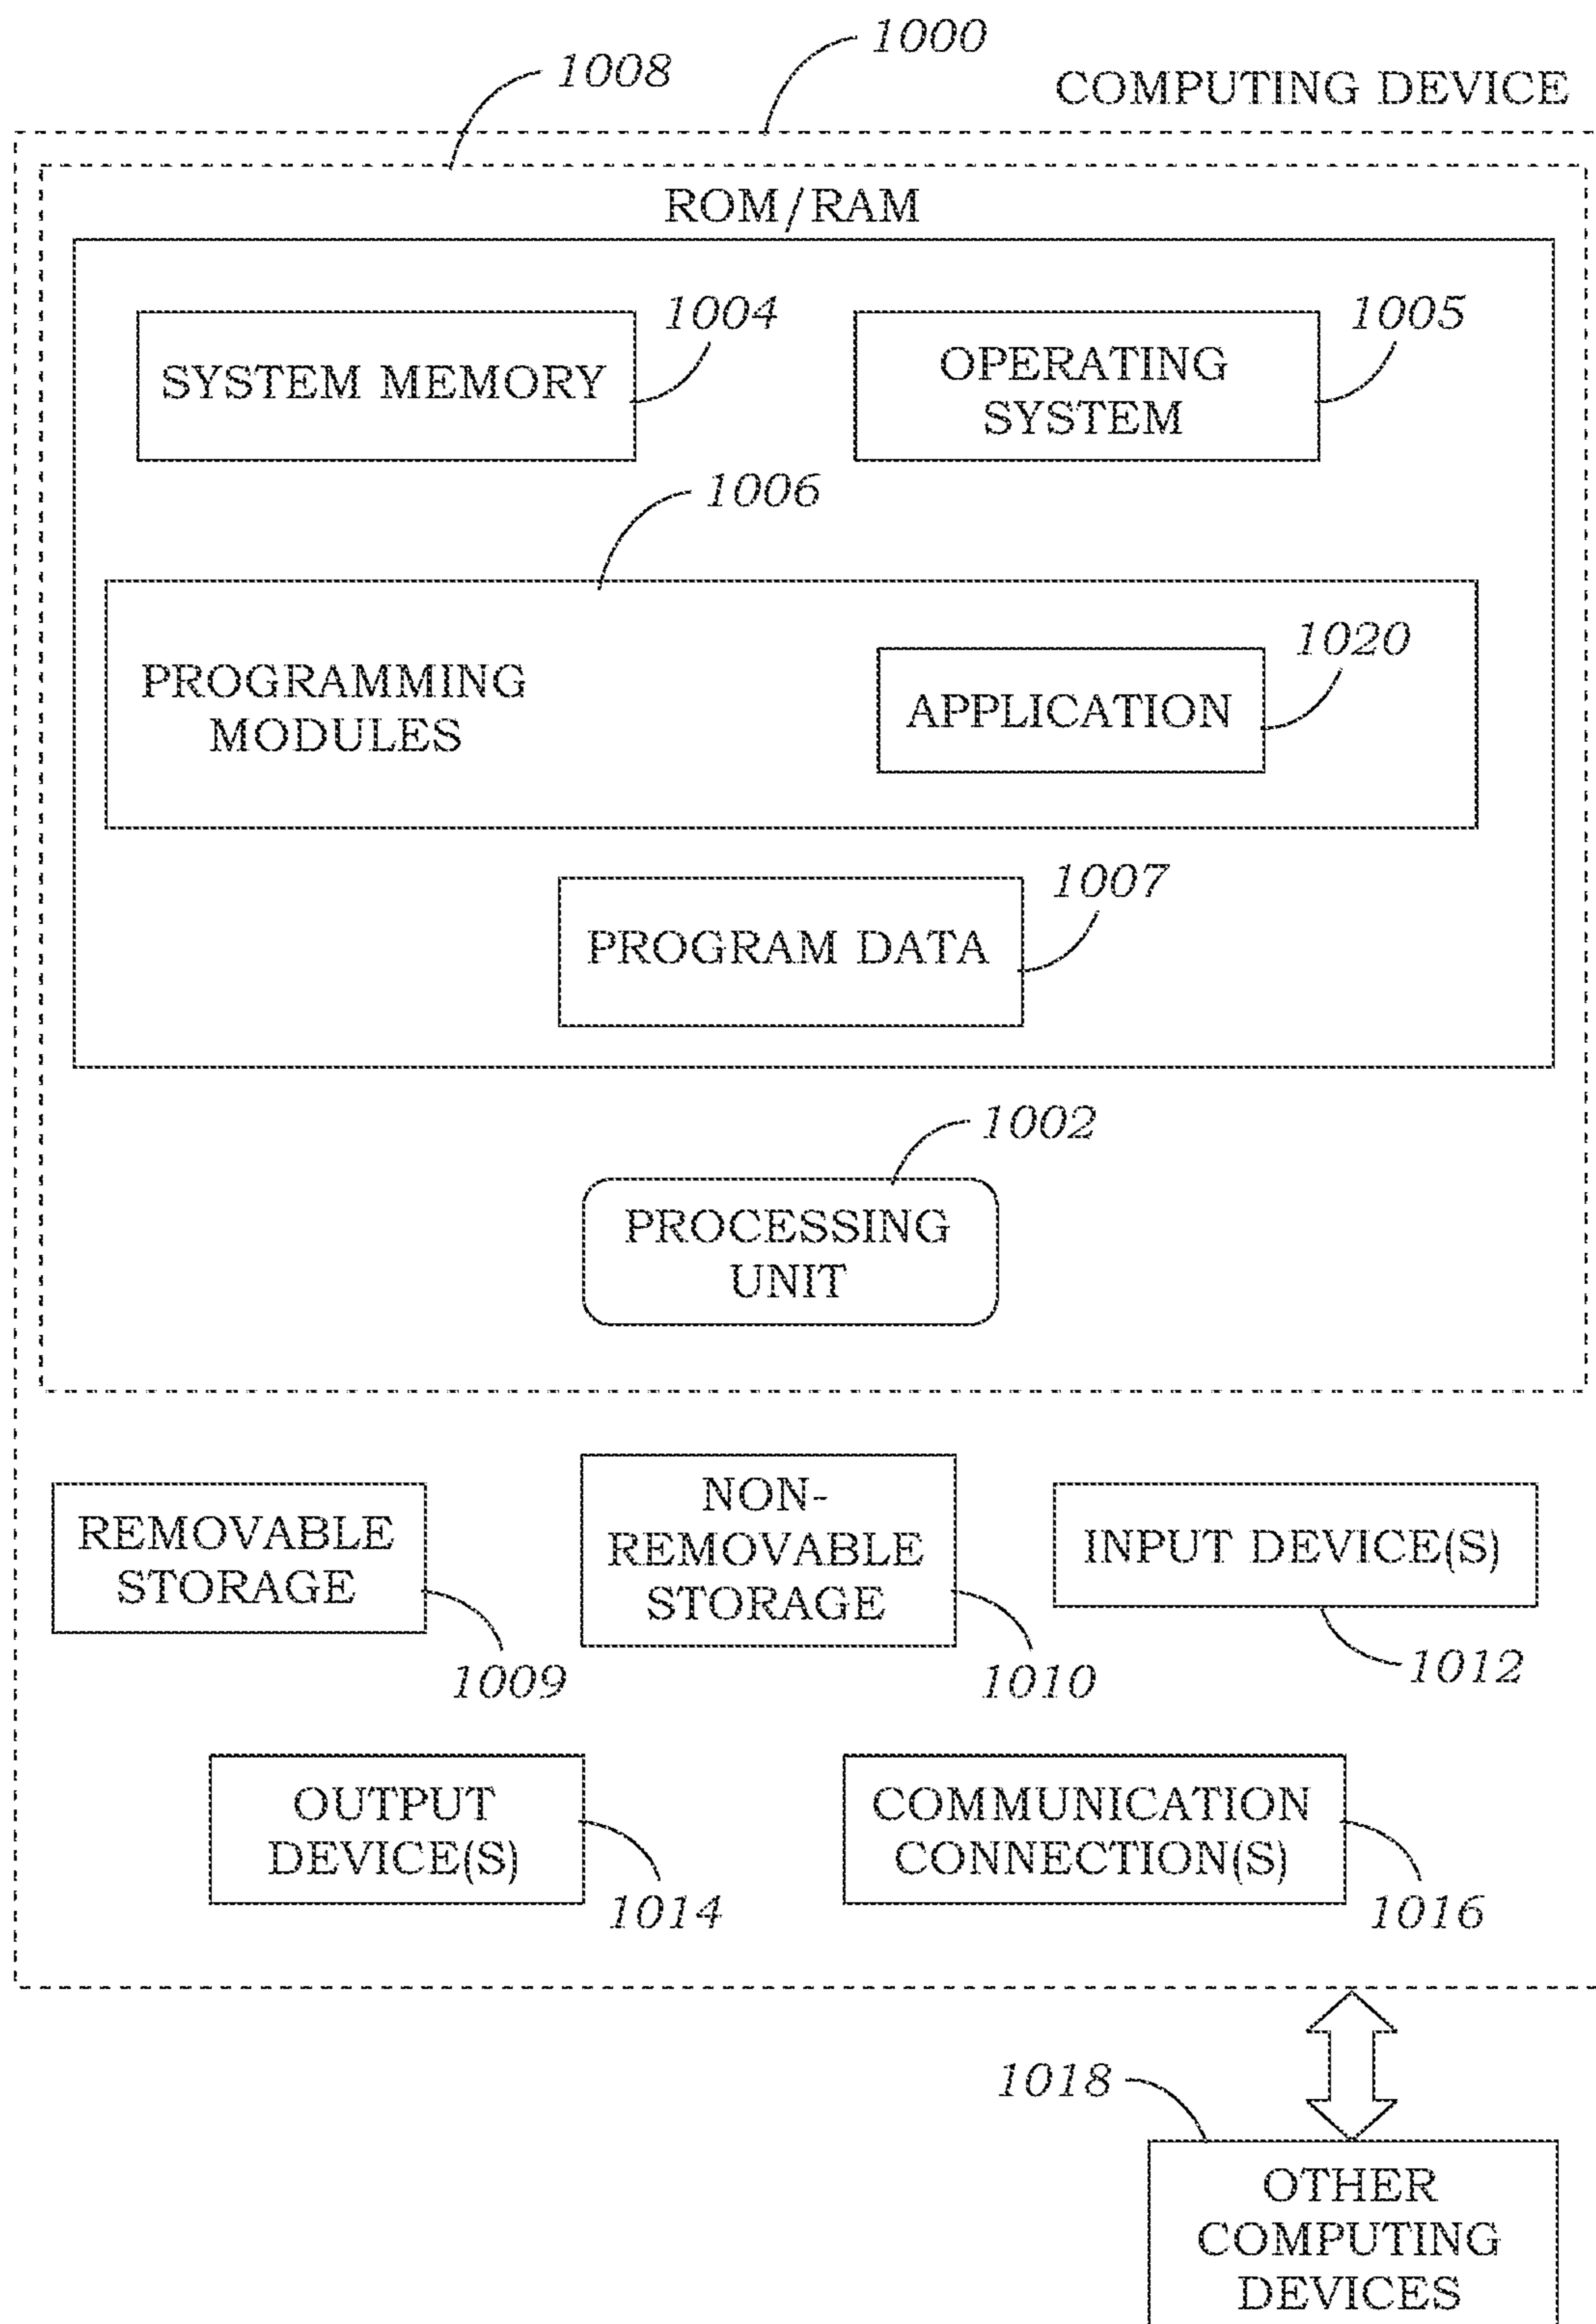 1000
1008
COMPUTING DEVICE
ROM/RAM
1004
1005
SYSTEM MEMORY
OPERATING
SYSTEM
1006
1020
PROGRAMMING
MODULES
APPLICATION
1007
PROGRAM DATA
1002
PROCESSING
UNIT
REMOVABLE
STORAGE
1009
NON-
REMOVABLE
STORAGE
1010
INPUT DEVICE(S)
1012
OUTPUT
DEVICE(S)
1014
COMMUNICATION
CONNECTION(S)
1016
1018
OTHER
COMPUTING
DEVICES